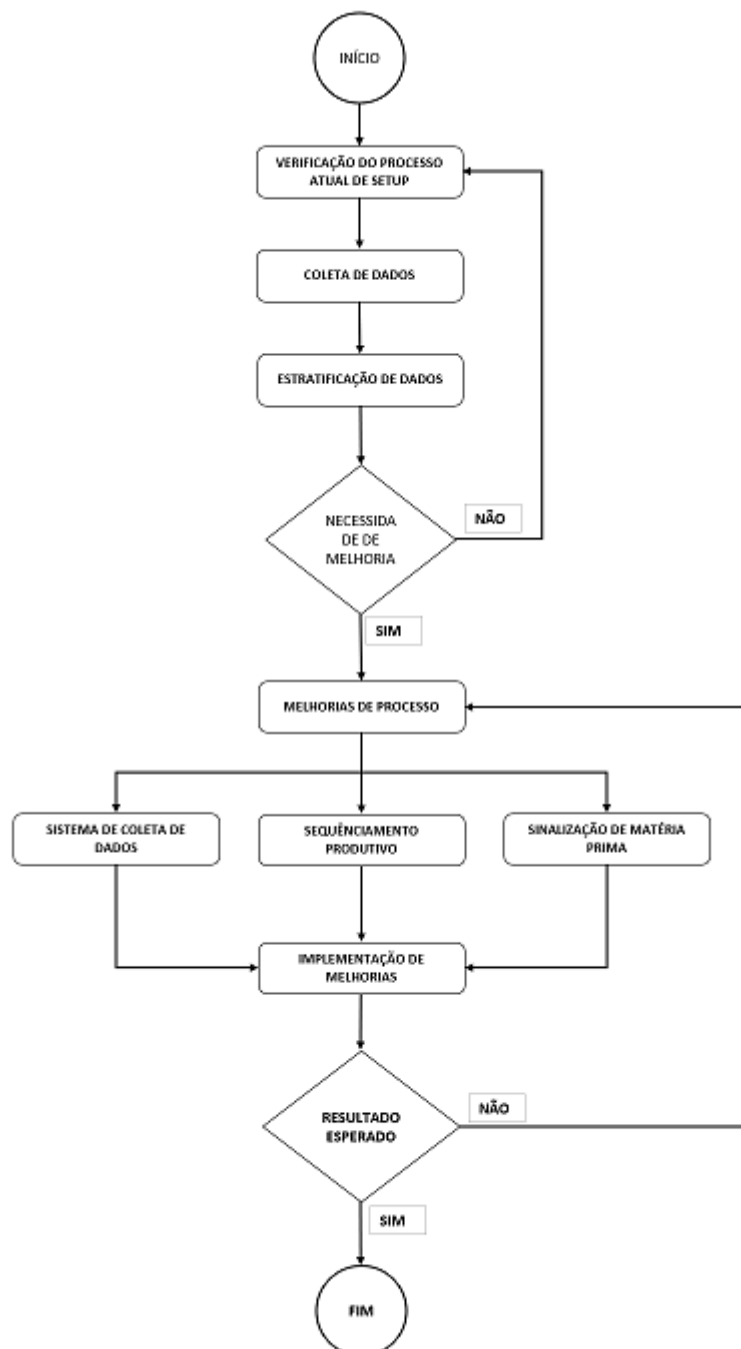 INÍCIO
VERIFICAÇÃO DO PROCESSO
ATUAL DE SETUP
COLETA DE DADOS
ESTRATIFICAÇÃO DE DADOS
NECESSIDA
DE DE
MELHORIA
NÃO
SIM
MELHORIAS DE PROCESSO
SISTEMA DE COLETA DE
DADOS
SEQUÊNCIAMENTO
PRODUTIVO
SINALIZAÇÃO DE MATÉRIA
PRIMA
IMPLEMENTAÇÃO DE
MELHORIAS
RESULTADO
ESPERADO
NÃO
SIM
FIM